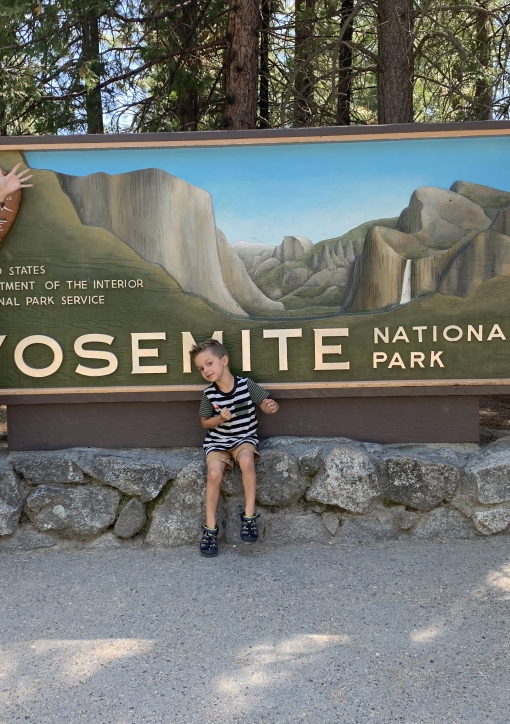 D STATES
TMENT OF THE INTERIOR
NAL PARK SERVICE
YOSEMITE
NATIONA
PARK